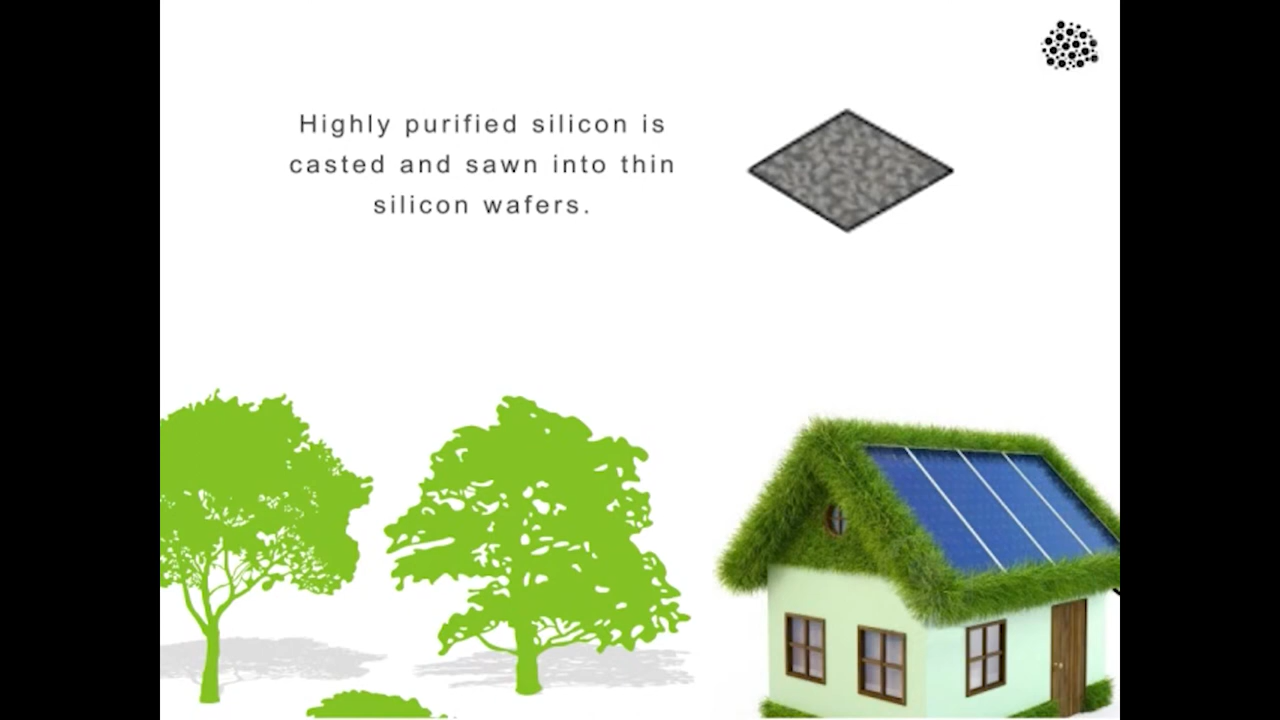 Highly purified silicon is
casted and sawn into thin
silicon wafers.